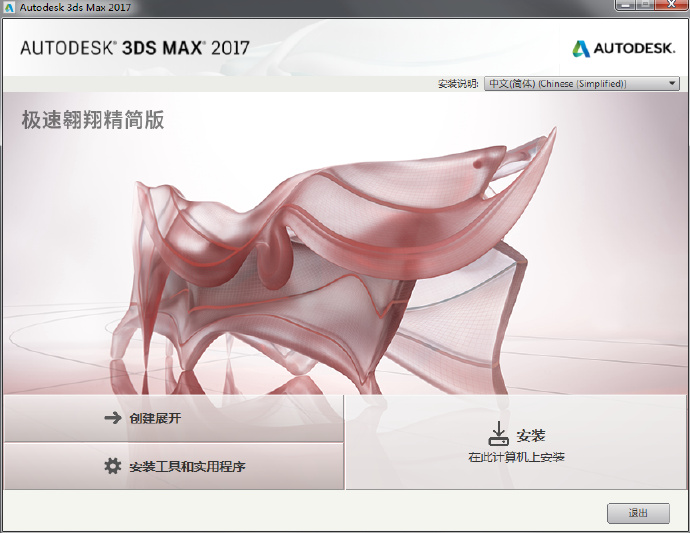 Autodesk 3ds Max 2017
AUTODESK® 3DS MAX® 2017
AUTODESK.
安装说明:
中文(简体) (Chinese (Simplified))
极速翱翔精简版
创建展开
安装工具和实用程序
安装
在此计算机上安装
退出